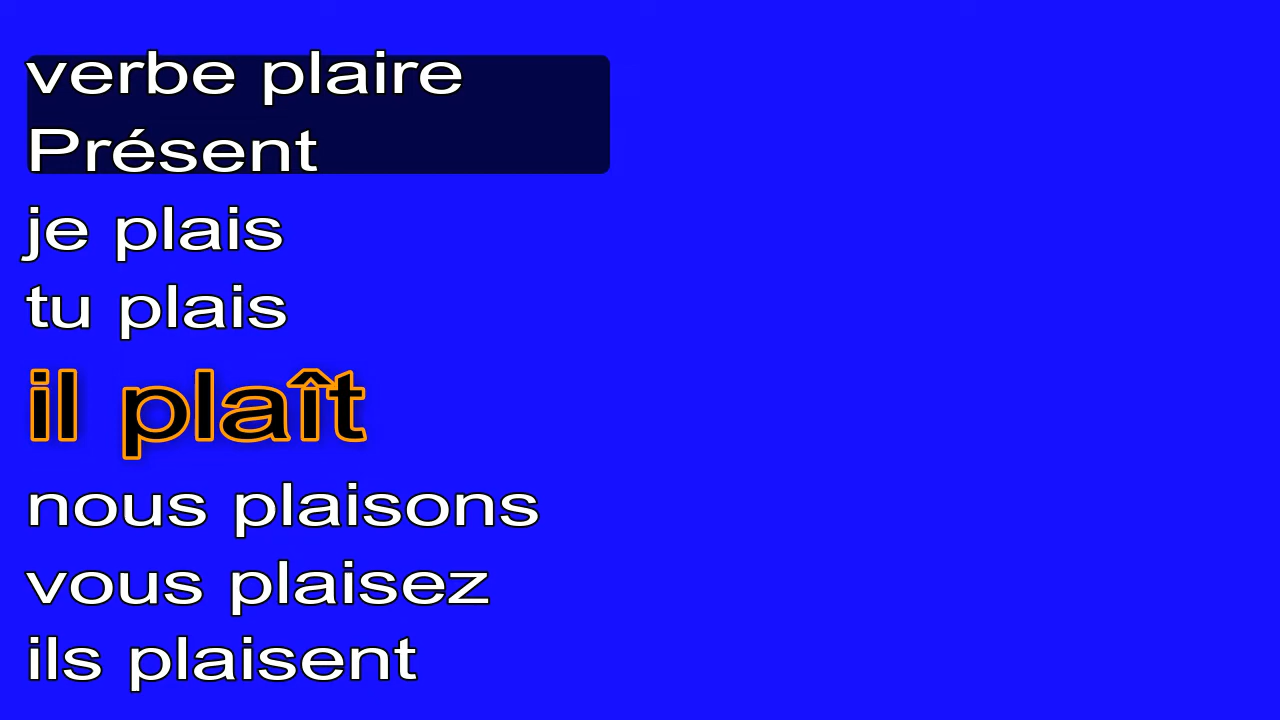 verbe plaire
Présent
je plais
tu plais
il plaît
nous plaisons
vous plaisez
ils plaisent